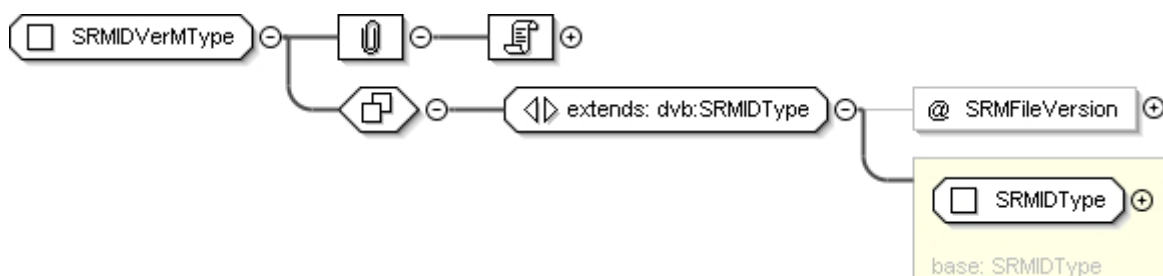 SRMIDVerMType
extends: dvb:SRMIDType
@ SRMFileVersion
SRMIDType
base: SRMIDType